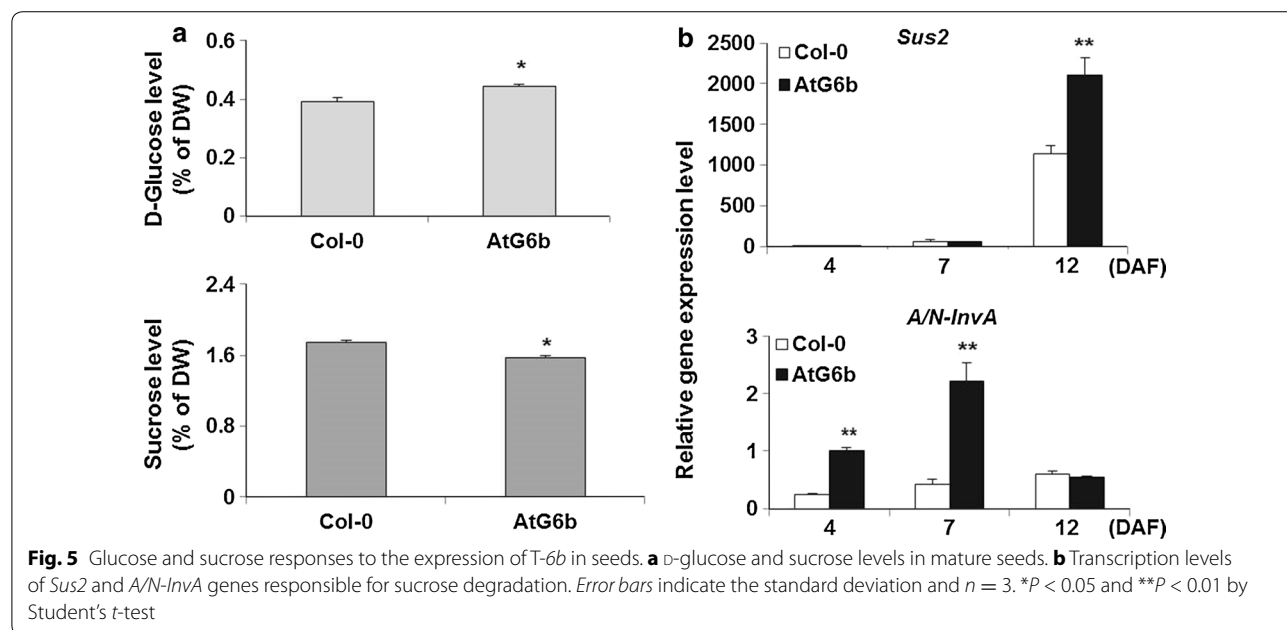 a
0.6
0.4
0.2
0
D-Glucose level
(% of DW)
*
Col-0
AtG6b
2.4
1.6
0.8
0
Sucrose level
(% of DW)
*
Col-0
AtG6b
b
Sus2
2500
2000
1500
1000
500
0
Col-0
AtG6b
**
4
7
12
(DAF)
Relative gene expression level
A/N-InvA
3
2
1
0
Col-0
AtG6b
**
**
4
7
12
(DAF)
Fig. 5 Glucose and sucrose responses to the expression of T-6b in seeds. a D-glucose and sucrose levels in mature seeds. b Transcription levels
of Sus2 and A/N-InvA genes responsible for sucrose degradation. Error bars indicate the standard deviation and n = 3. *P < 0.05 and **P < 0.01 by
Student's t-test